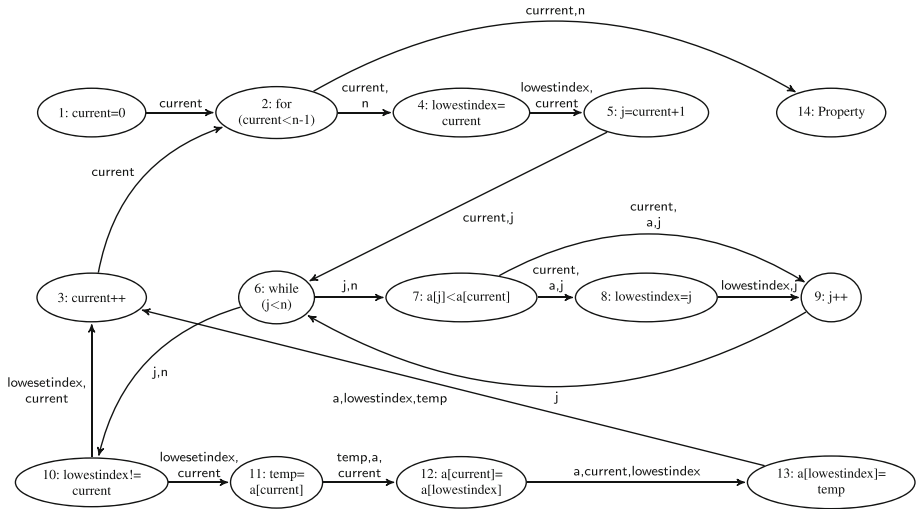 currrent,n
1: current=0
current
2: for
(current<n-1)
current,
n
4: lowestindex=
current
lowestindex,
current
5: j=current+1
14: Property
current
current,j
current,
a,j
3: current++
6: while
(j<n)
j,n
7: a[j]<a[current]
current,
a,j
8: lowestindex=j
lowestindex,j
9: j++
j,n
lowesetindex,
current
a,lowestindex,temp
j
10: lowestindex!=
current
lowesetindex,
current
11: temp=
a[current]
temp,a,
current
12: a[current]=
a[lowestindex]
a,current,lowestindex
13: a[lowestindex]=
temp